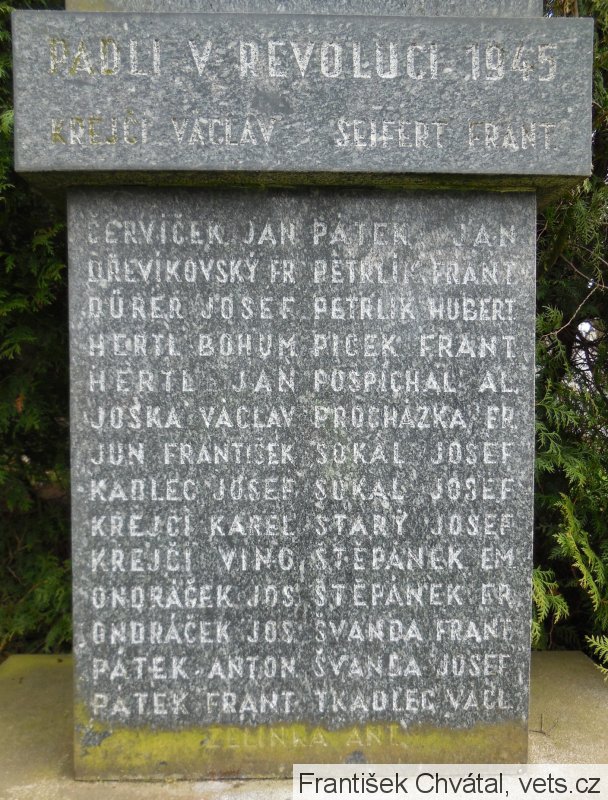 PADLI V REVOLUCI 1945
KREJČÍ VÁCLAV SEIFERT FRANT.
ČERVÍČEK JAN PÁTEK JAN
DŘEVÍKOVSKÝ FR. PETRLÍK FRANT.
DÜRER JOSEF PETRLÍK HUBERT
HERTL BOHUM. PICEK FRANT.
HERTL JAN POSPÍCHAL AL.
JOŠKA VÁCLAV PROCHÁZKA FR.
JUN FRANTIŠEK SOKAL JOSEF
KADLEC JOSEF SOKAL JOSEF
KREJČÍ KAREL STARÝ JOSEF
KREJČÍ VINC. ŠTĚPÁNEK EM.
ONDRÁČEK JOS. ŠTĚPÁNEK FR.
ONDRÁČEK JOS. ŠVANDA FRANT.
PÁTEK ANTON. ŠVANDA JOSEF
PÁTEK FRANT. TKADLEC VÁCL.
ZELINKA ANT.
František Chvátal, vets.cz